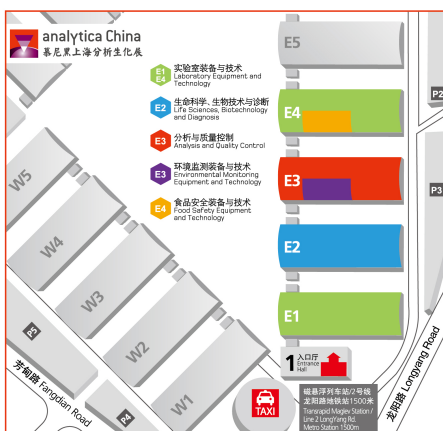 analytica China
慕尼黑上海分析生化展
E1
E4
实验室装备与技术
Laboratory Equipment and
Technology
E2
生命科学、生物技术与诊断
Life Sciences, Biotechnology
and Diagnosis
E3
分析与质量控制
Analysis and Quality Control
E3
环境监测装备与技术
Environmental Monitoring
Equipment and Technology
E4
食品安全装备与技术
Food Safety Equipment
and Technology
E5
E4
E3
E2
E1
P2
P3
W5
W4
W3
W2
W1
P5
P4
芳甸路 Fangdian Road
龙阳路 Longyang Road
1 入口厅
Entrance
Hall
TAXI
磁悬浮列车站/2号线
龙阳路地铁站1500米
Transrapid Maglev Station /
Line 2 LongYang Rd.
Metro Station 1500m